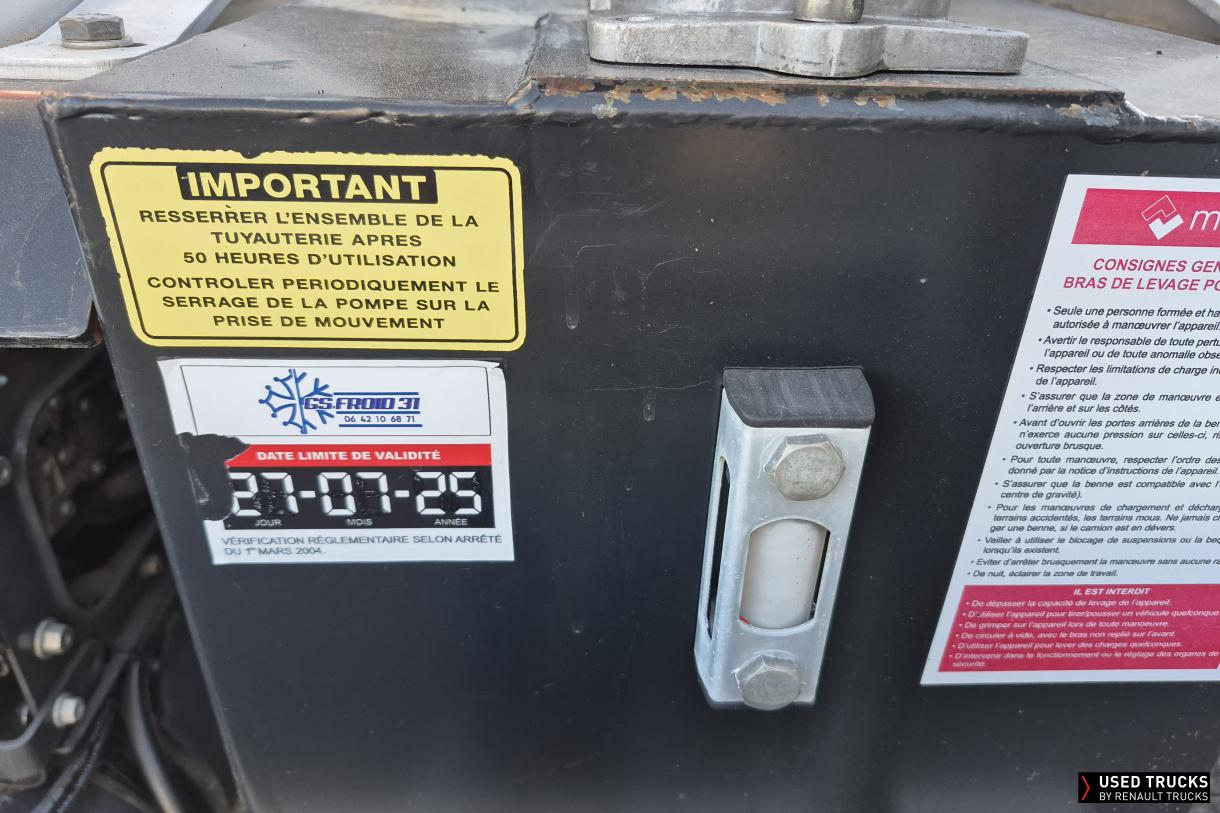 IMPORTANT
RESSERRER L'ENSEMBLE DE LA
TUYAUTERIE APRES
50 HEURES D'UTILISATION
CONTROLER PERIODIQUEMENT LE
SERRAGE DE LA POMPE SUR LA
PRISE DE MOUVEMENT
GS.FROID 31
06 42 10 68 71
DATE LIMITE DE VALIDITÉ
27-07-25
JOUR MOIS ANNÉE
VÉRIFICATION RÉGLEMENTAIRE SELON ARRÊTÉ
DU 1er MARS 2004.
CONSIGNES
BRAS DE LEVAGE
• Seule une personne formée et
autorisée à manœuvrer l'appareil.
• Avertir le responsable de toute
l'appareil ou de toute anomalie
• Respecter les limitations de charge
de l'appareil.
• S'assurer que la zone de manœuvre
l'arrière et sur les côtés.
• Avant d'ouvrir les portes arrières de la
n'exerce aucune pression sur celles-ci,
ouverture brusque.
• Pour toute manœuvre, respecter l'ordre des
donné par la notice d'instructions de l'appareil.
• S'assurer que la benne est compatible avec
centre de gravité).
• Pour les manœuvres de chargement et
terrains accidentés, les terrains mous. Ne jamais
ger une benne, si le camion est en dévers.
• Veiller à utiliser le blocage de suspensions ou la
lorsqu'ils existent.
• Eviter d'arrêter brusquement la manœuvre sans aucune
• De nuit, éclairer la zone de travail.
IL EST INTERDIT
• De dépasser la capacité de levage de l'appareil.
• D'utiliser l'appareil pour tirer/pousser un véhicule quelconque
• De grimper sur l'appareil lors de toute manoeuvre.
• De circuler à vide, avec le bras non replié sur l'avant.
• D'utiliser l'appareil pour lever des charges quelconques.
• D'intervenir dans le fonctionnement ou le réglage des organes de
sécurité.
USED TRUCKS
BY RENAULT TRUCKS